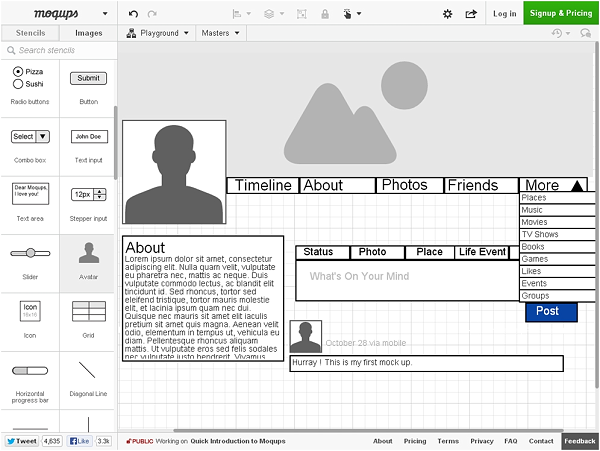 moqups
Log in
Signup & Pricing
Stencils
Images
Playground
Masters
Search stencils
Pizza
Sushi
Radio buttons
Submit
Button
Select
Combo box
John Doe
Text input
Dear Moqups,
I love you!
Text area
12px
Stepper input
Slider
Avatar
Icon
16x16
Icon
Grid
Horizontal
progress bar
Diagonal Line
Timeline
About
Photos
Friends
More
Places
Music
Movies
TV Shows
Books
Games
Likes
Events
Groups
About
Lorem ipsum dolor sit amet, consectetur
adipiscing elit. Nulla quam velit, vulputate
eu pharetra nec, mattis ac neque. Duis
vulputate commodo lectus, ac blandit elit
tincidunt id. Sed rhoncus, tortor sed
eleifend tristique, tortor mauris molestie
elit, et lacinia ipsum quam nec dui.
Quisque nec mauris sit amet elit iaculis
pretium sit amet quis magna. Aenean velit
odio, elementum in tempus ut, vehicula eu
diam. Pellentesque rhoncus aliquam
mattis. Ut vulputate eros sed felis sodales
nec vulputate justo hendrerit. Vivamus
Status
Photo
Place
Life Event
What's On Your Mind
Post
October 28 via mobile
Hurray ! This is my first mock up.
Tweet
4,635
Like
3.3k
PUBLIC Working on Quick Introduction to Moqups
About
Pricing
Terms
Privacy
FAQ
Contact
Feedback